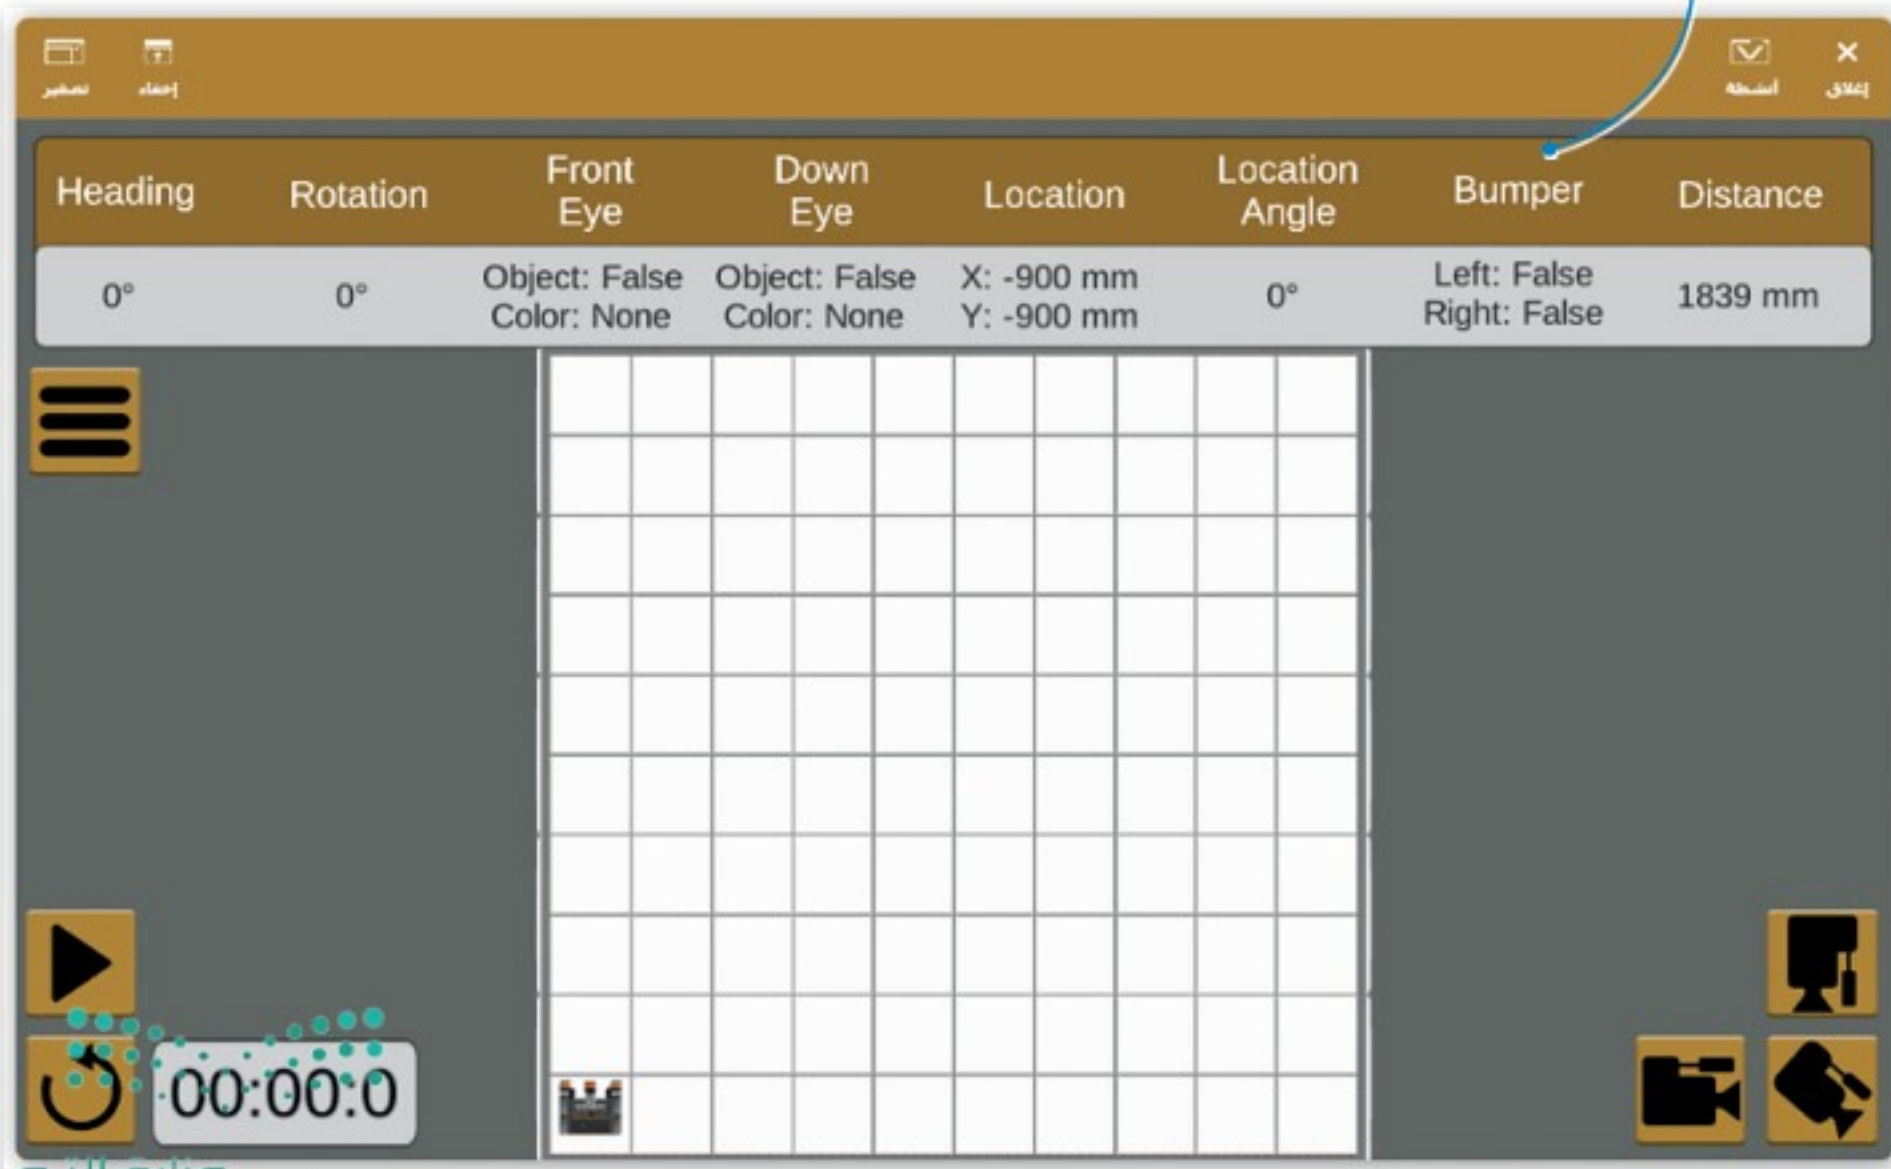 تصغير
إخفاء
أنشطة
إغلاق
Heading
Rotation
Front
Eye
Down
Eye
Location
Location
Angle
Bumper
Distance
0°
0°
Object: False
Color: None
Object: False
Color: None
X: -900 mm
Y: -900 mm
0°
Left: False
Right: False
1839 mm
00:00:0